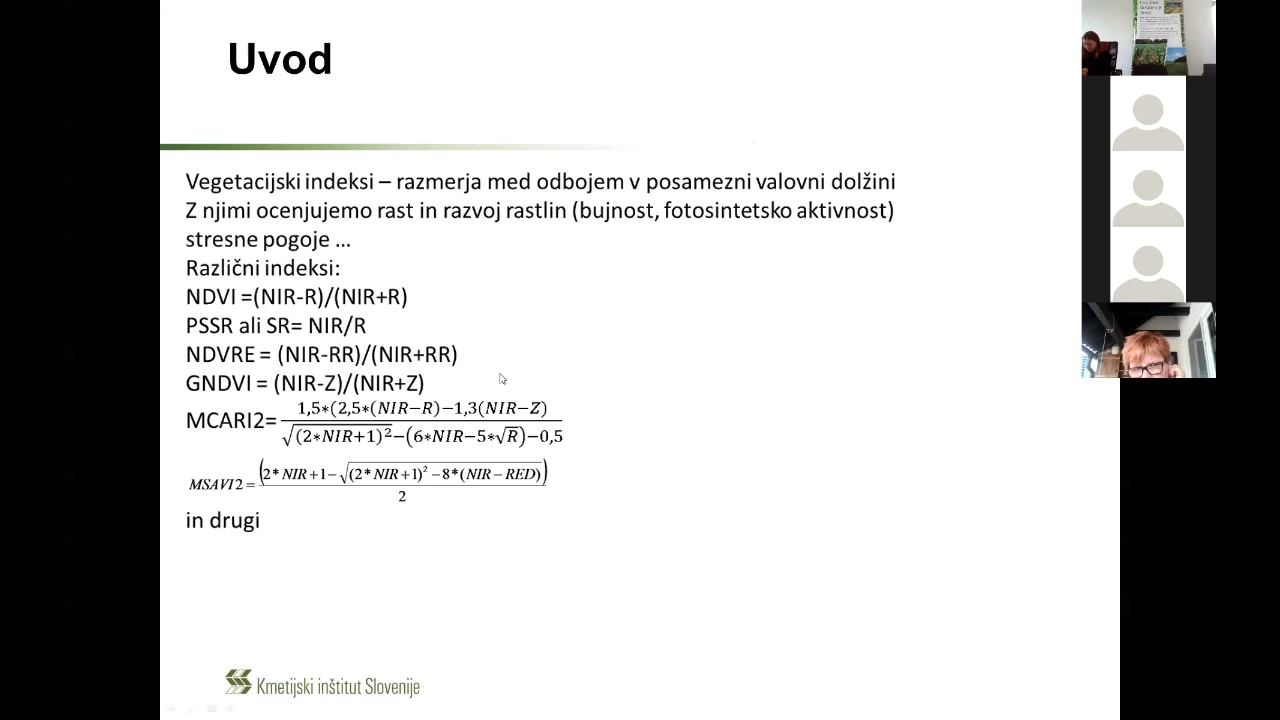 Uvod
Vegetacijski indeksi – razmerja med odbojem v posamezni valovni dolžini
Z njimi ocenjujemo rast in razvoj rastlin (bujnost, fotosintetsko aktivnost)
stresne pogoje …
Različni indeksi:
NDVI =(NIR-R)/(NIR+R)
PSSR ali SR= NIR/R
NDVRE = (NIR-RR)/(NIR+RR)
GNDVI = (NIR-Z)/(NIR+Z)
MCARI2= 1,5*(2,5*(NIR−R)−1,3(NIR−Z) / √(2*NIR+1)²−(6*NIR−5*√R)−0,5
MSAVI2 = (2*NIR+1−√(2*NIR+1)²−8*(NIR−RED)) / 2
in drugi
Kmetijski inštitut Slovenije